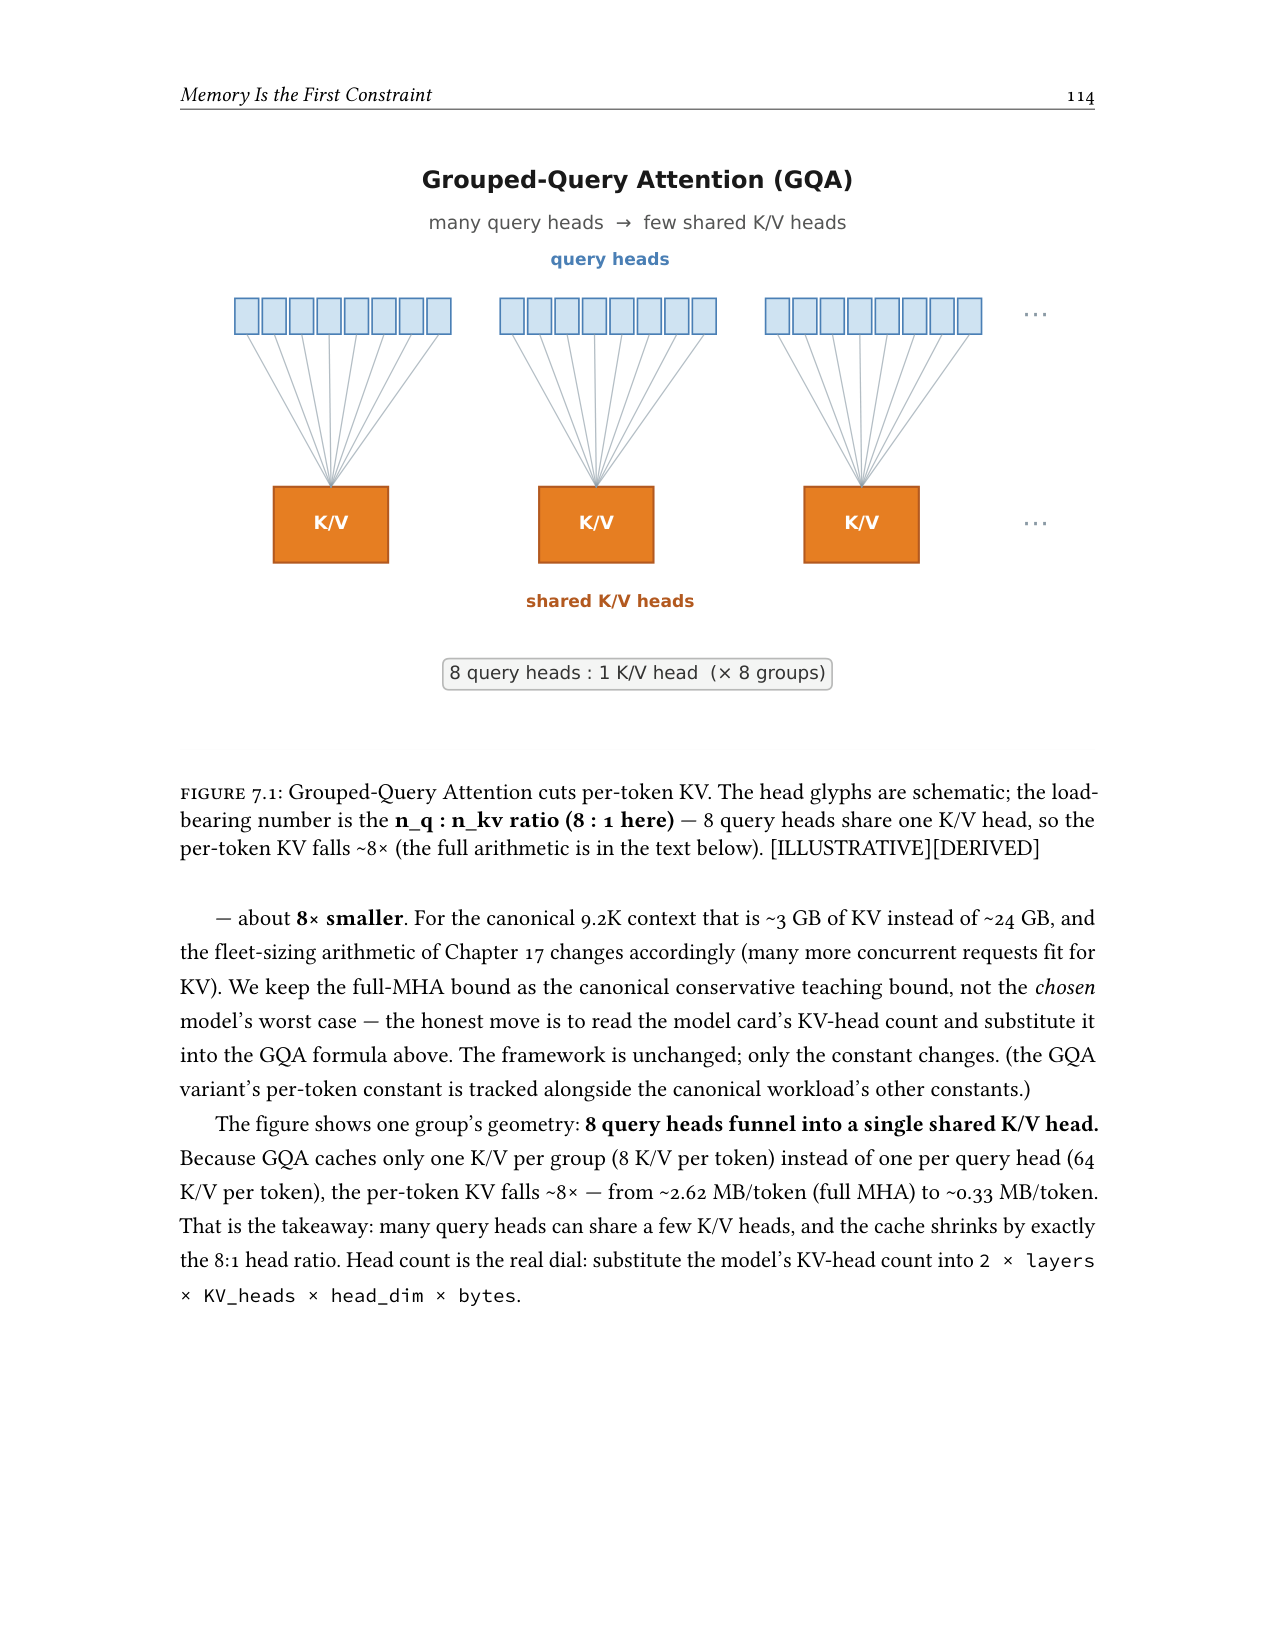 Memory Is the First Constraint 114
Grouped-Query Attention (GQA)
many query heads → few shared K/V heads
query heads
...
K/V K/V K/V ...
shared K/V heads
8 query heads : 1 K/V head (× 8 groups)
FIGURE 7.1: Grouped-Query Attention cuts per-token KV. The head glyphs are schematic; the load-
bearing number is the n_q : n_kv ratio (8 : 1 here) — 8 query heads share one K/V head, so the
per-token KV falls ~8× (the full arithmetic is in the text below). [ILLUSTRATIVE][DERIVED]
— about 8× smaller. For the canonical 9.2K context that is ~3 GB of KV instead of ~24 GB, and
the fleet-sizing arithmetic of Chapter 17 changes accordingly (many more concurrent requests fit for
KV). We keep the full-MHA bound as the canonical conservative teaching bound, not the chosen
model's worst case — the honest move is to read the model card's KV-head count and substitute it
into the GQA formula above. The framework is unchanged; only the constant changes. (the GQA
variant's per-token constant is tracked alongside the canonical workload's other constants.)
The figure shows one group's geometry: 8 query heads funnel into a single shared K/V head.
Because GQA caches only one K/V per group (8 K/V per token) instead of one per query head (64
K/V per token), the per-token KV falls ~8× — from ~2.62 MB/token (full MHA) to ~0.33 MB/token.
That is the takeaway: many query heads can share a few K/V heads, and the cache shrinks by exactly
the 8:1 head ratio. Head count is the real dial: substitute the model's KV-head count into 2 × layers
× KV_heads × head_dim × bytes.